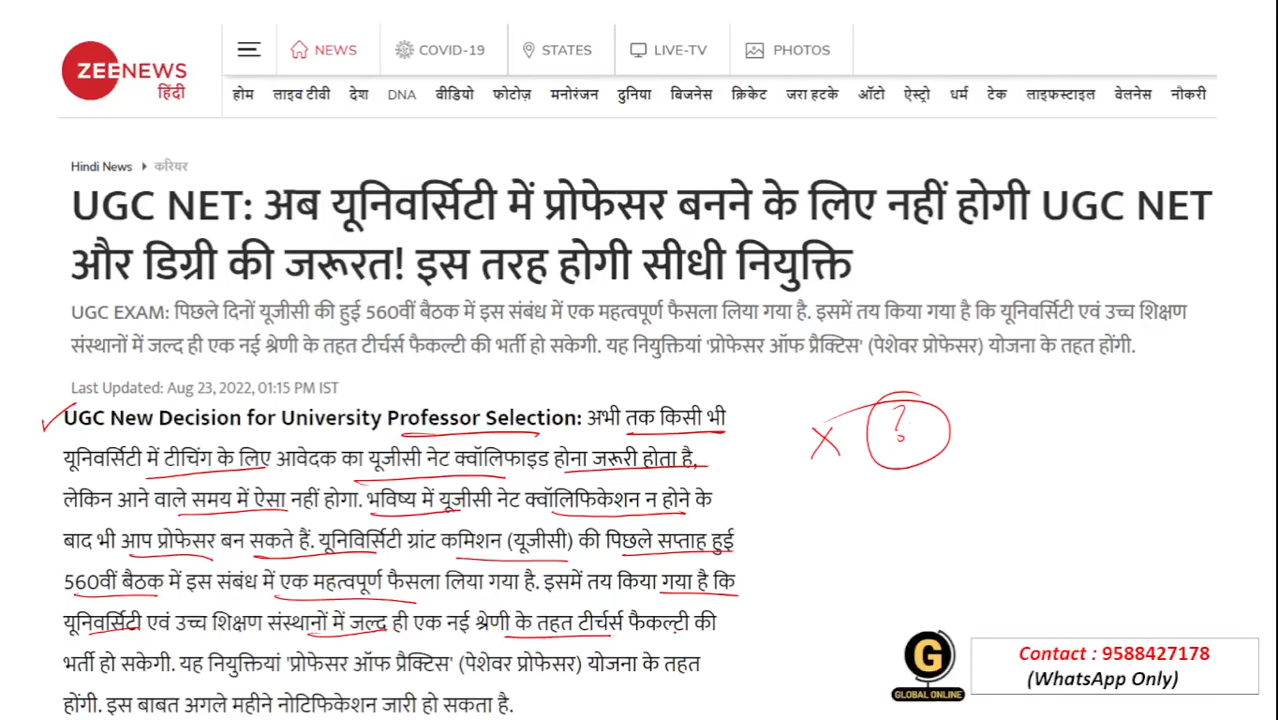 ZEENEWS
हिंदी
NEWS
COVID-19
STATES
LIVE-TV
PHOTOS
होम लाइव टीवी देश DNA वीडियो फोटोज़ मनोरंजन दुनिया बिजनेस क्रिकेट जरा हटके ऑटो ऐस्ट्रो धर्म टेक लाइफस्टाइल वेलनेस नौकरी
Hindi News करियर
UGC NET: अब यूनिवर्सिटी में प्रोफेसर बनने के लिए नहीं होगी UGC NET
और डिग्री की जरूरत! इस तरह होगी सीधी नियुक्ति
UGC EXAM: पिछले दिनों यूजीसी की हुई 560वीं बैठक में इस संबंध में एक महत्वपूर्ण फैसला लिया गया है. इसमें तय किया गया है कि यूनिवर्सिटी एवं उच्च शिक्षण
संस्थानों में जल्द ही एक नई श्रेणी के तहत टीर्चर्स फैकल्टी की भर्ती हो सकेगी. यह नियुक्तियां 'प्रोफेसर ऑफ प्रैक्टिस' (पेशेवर प्रोफेसर) योजना के तहत होंगी.
Last Updated: Aug 23, 2022, 01:15 PM IST
UGC New Decision for University Professor Selection: अभी तक किसी भी
यूनिवर्सिटी में टीचिंग के लिए आवेदक का यूजीसी नेट क्वॉलिफाइड होना जरूरी होता है,
लेकिन आने वाले समय में ऐसा नहीं होगा. भविष्य में यूजीसी नेट क्वॉलिफिकेशन न होने के
बाद भी आप प्रोफेसर बन सकते हैं. यूनिविर्सिटी ग्रांट कमिशन (यूजीसी) की पिछले सप्ताह हुई
560वीं बैठक में इस संबंध में एक महत्वपूर्ण फैसला लिया गया है. इसमें तय किया गया है कि
यूनिवर्सिटी एवं उच्च शिक्षण संस्थानों में जल्द ही एक नई श्रेणी के तहत टीर्चर्स फैकल्टी की
भर्ती हो सकेगी. यह नियुक्तियां 'प्रोफेसर ऑफ प्रैक्टिस' (पेशेवर प्रोफेसर) योजना के तहत
होंगी. इस बाबत अगले महीने नोटिफिकेशन जारी हो सकता है.
X ?
G
GLOBAL ONLINE
Contact : 9588427178
(WhatsApp Only)